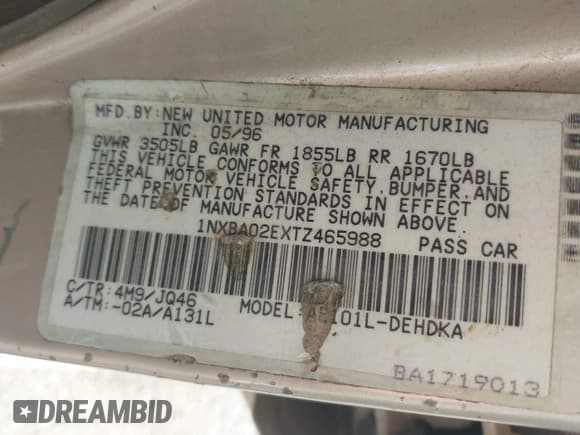 MFD.BY:NEW UNITED MOTOR MANUFACTURING
INC. 05/96
GVWR 3505LB GAWR FR 1855LB RR 1670LB
THIS VEHICLE CONFORMS TO ALL APPLICABLE
FEDERAL MOTOR VEHICLE SAFETY,BUMPER,AND
THEFT PREVENTION STANDARDS IN EFFECT ON
THE DATE OF MANUFACTURE SHOWN ABOVE.
1NXBA02EXTZ465988 PASS CAR
C/TR:4M9/JQ46
A/TM:-02A/A131L MODEL:AE101L-DEHDKA
BA1719013
DREAMBID
DREAMBID